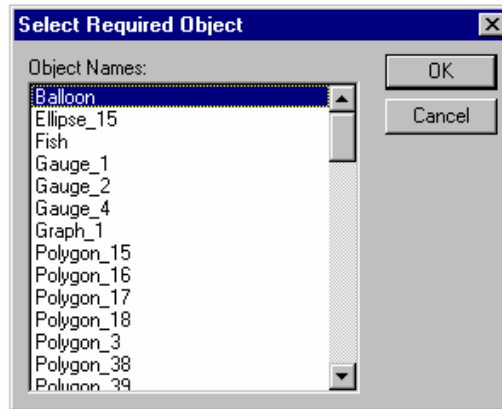 Select Required Object
Object Names:
OK
Cancel
Balloon
Ellipse_15
Fish
Gauge_1
Gauge_2
Gauge_4
Graph_1
Polygon_15
Polygon_16
Polygon_17
Polygon_18
Polygon_3
Polygon_38
Polygon_39